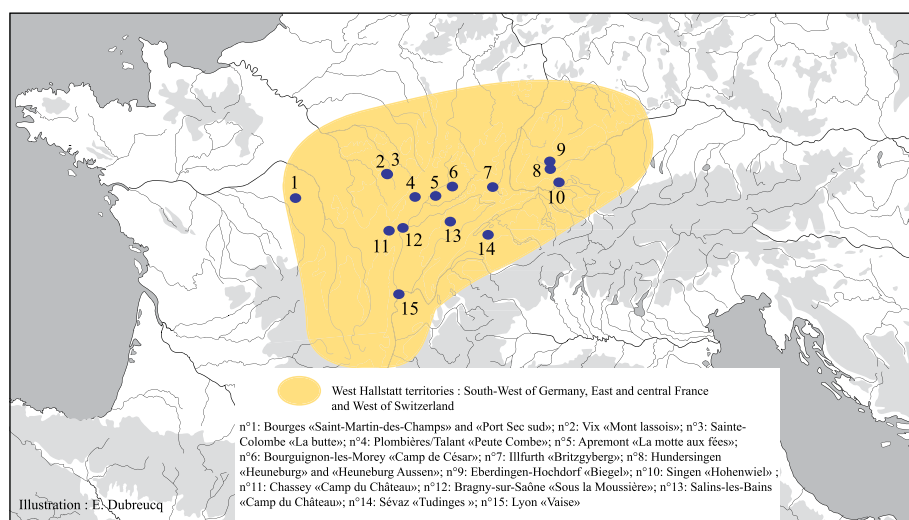 9
2 3
8
7
6
1
10
4
5
12
11
13
14
15
West Hallstatt territories : South-West of Germany, East and central France
and West of Switzerland
n°1: Bourges «Saint-Martin-des-Champs» and «Port Sec sud»; n°2: Vix «Mont lassois»; n°3: Sainte-
Colombe «La butte»; n°4: Plombières/Talant «Peute Combe»; n°5: Apremont «La motte aux fées»;
n°6: Bourguignon-les-Morey «Camp de César»; n°7: Illfurth «Britzgyberg»; n°8: Hundersingen
«Heuneburg» and «Heuneburg Aussen»; n°9: Eberdingen-Hochdorf «Biegel»; n°10: Singen «Hohenwiel» ;
n°11: Chassey «Camp du Château»; n°12: Bragny-sur-Saône «Sous la Moussière»; n°13: Salins-les-Bains
«Camp du Château»; n°14: Sévaz «Tudinges »; n°15: Lyon «Vaise»
Illustration : E. Dubreucq